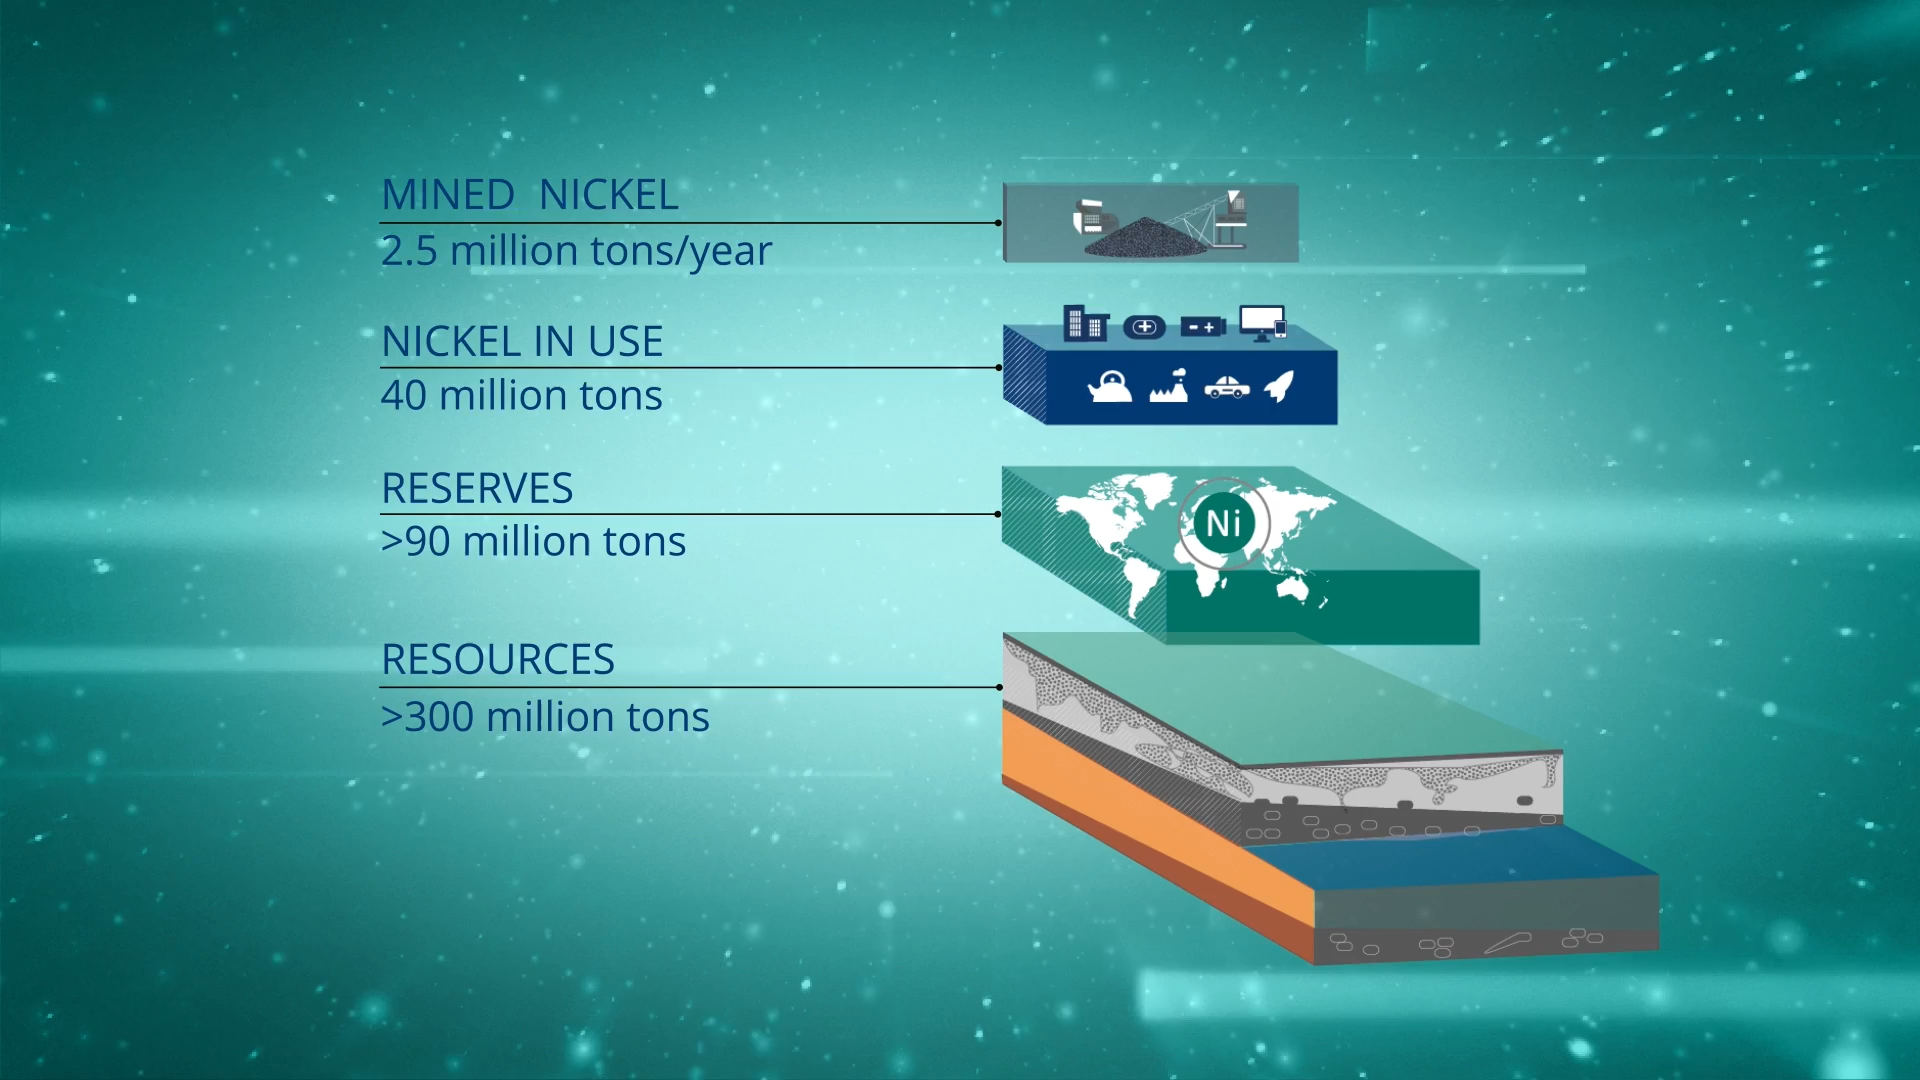 MINED NICKEL
2.5 million tons/year
NICKEL IN USE
40 million tons
RESERVES
>90 million tons
Ni
RESOURCES
>300 million tons